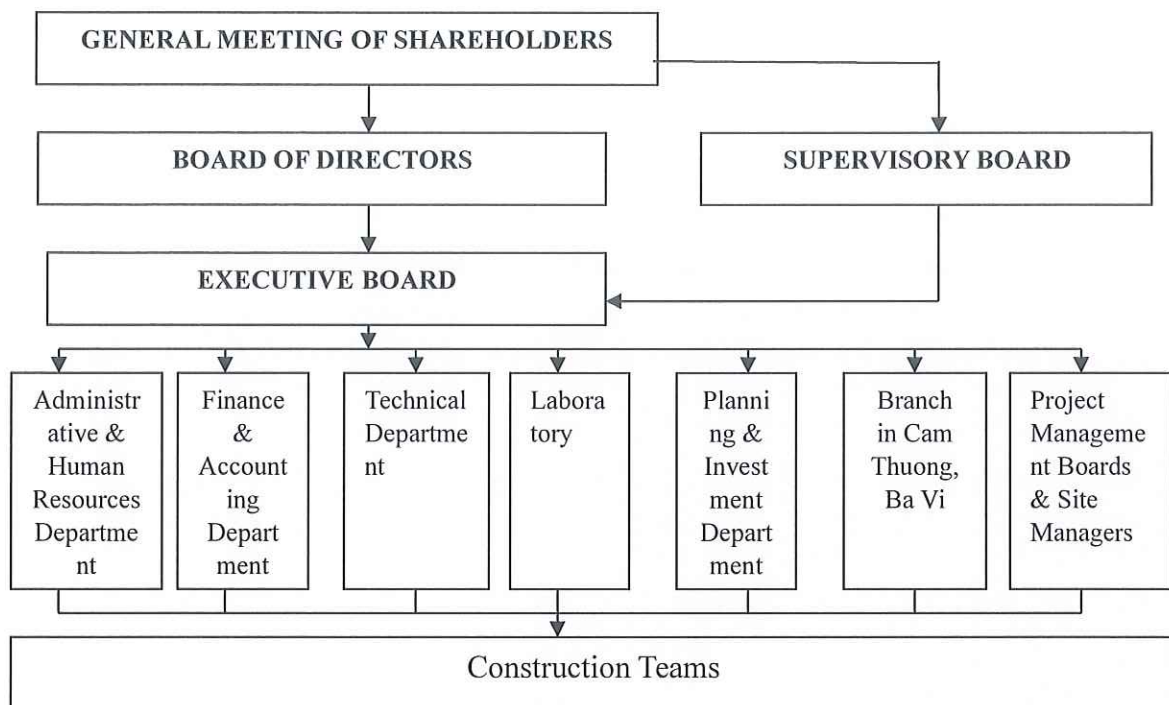 GENERAL MEETING OF SHAREHOLDERS
BOARD OF DIRECTORS
SUPERVISORY BOARD
EXECUTIVE BOARD
Administr
ative &
Human
Resources
Departme
nt
Finance
&
Account
ing
Depart
ment
Technical
Departme
nt
Labora
tory
Planni
ng &
Invest
ment
Depart
ment
Branch
in Cam
Thuong,
Ba Vi
Project
Manageme
nt Boards
& Site
Managers
Construction Teams